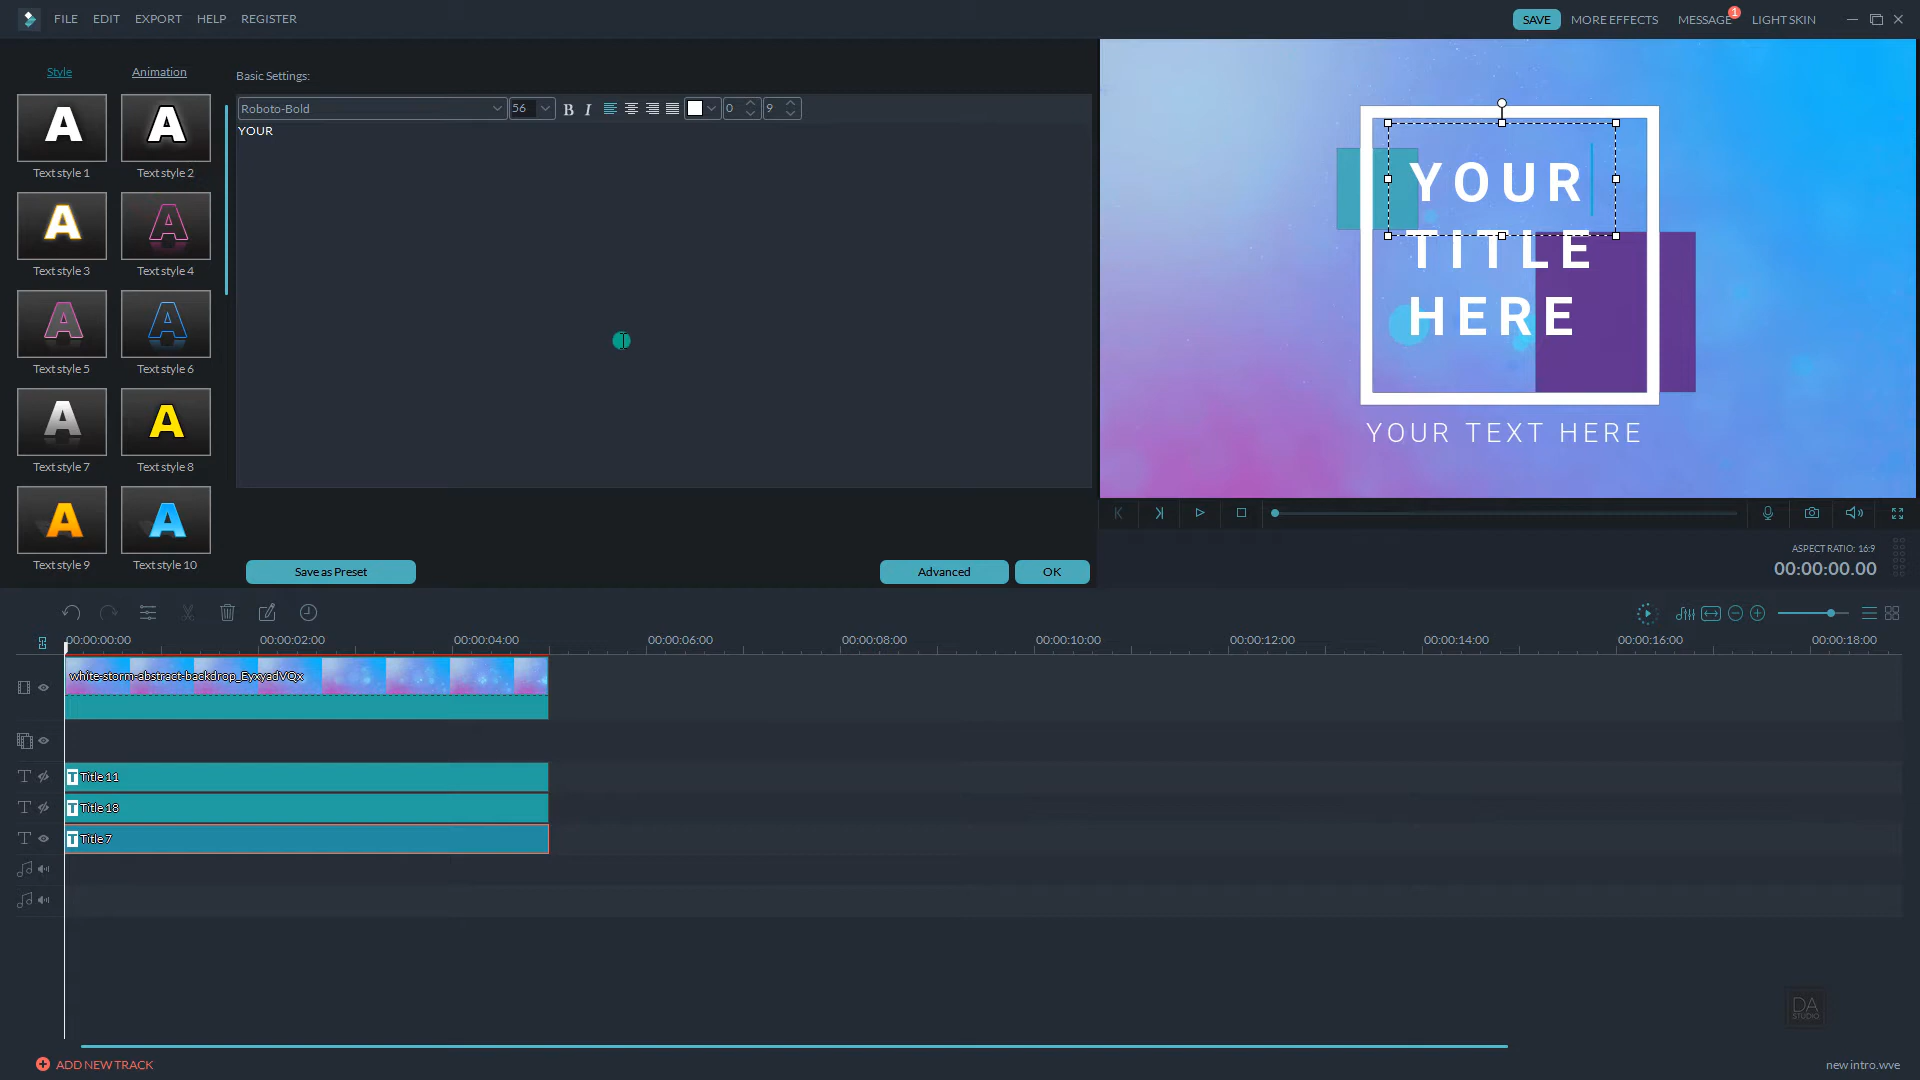 FILE EDIT EXPORT HELP REGISTER
SAVE MORE EFFECTS MESSAGE 1 LIGHT SKIN
Style Animation
Basic Settings:
Roboto-Bold 56 B I 0 9
YOUR
A A
Text style 1 Text style 2
A A
Text style 3 Text style 4
A A
Text style 5 Text style 6
A A
Text style 7 Text style 8
A A
Text style 9 Text style 10
Save as Preset Advanced OK
YOUR
TITLE
HERE
YOUR TEXT HERE
ASPECT RATIO: 16:9
00:00:00.00
00:00:00:00 00:00:02:00 00:00:04:00 00:00:06:00 00:00:08:00 00:00:10:00 00:00:12:00 00:00:14:00 00:00:16:00 00:00:18:00
white-storm-abstract-backdrop_EyxyadVQx
T T Title 11
T T Title 18
T T Title 7
DA
STUDIO
ADD NEW TRACK
new intro.wve